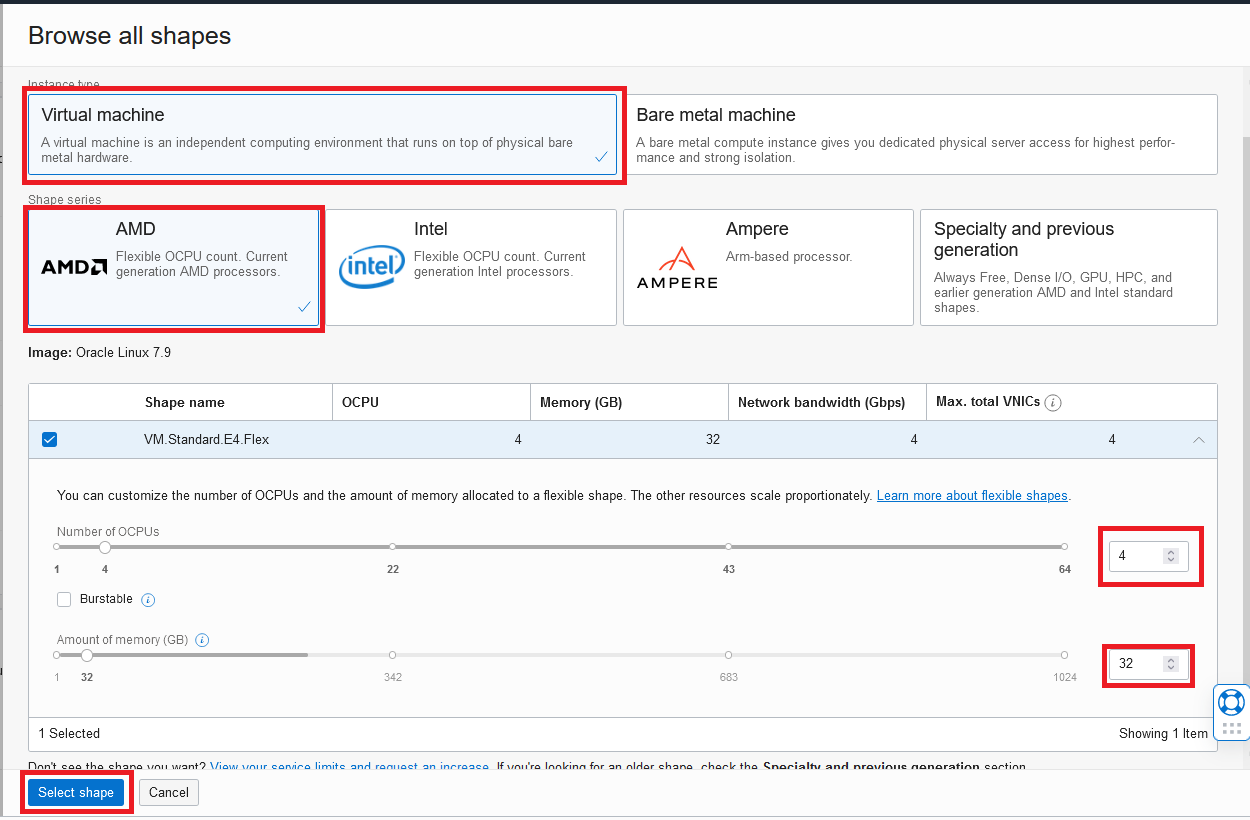 Browse all shapes
Instance type
Virtual machine
A virtual machine is an independent computing environment that runs on top of physical bare
metal hardware.
Bare metal machine
A bare metal compute instance gives you dedicated physical server access for highest perfor-
mance and strong isolation.
Shape series
AMD
AMD
Flexible OCPU count. Current
generation AMD processors.
intel
Intel
Flexible OCPU count. Current
generation Intel processors.
AMPERE
Ampere
Arm-based processor.
Specialty and previous
generation
Always Free, Dense I/O, GPU, HPC, and
earlier generation AMD and Intel standard
shapes.
Image: Oracle Linux 7.9
Shape name OCPU Memory (GB) Network bandwidth (Gbps) Max. total VNICs i
VM.Standard.E4.Flex 4 32 4 4
You can customize the number of OCPUs and the amount of memory allocated to a flexible shape. The other resources scale proportionately. Learn more about flexible shapes.
Number of OCPUs
1 4 22 43 64
4
Burstable i
Amount of memory (GB) i
1 32 342 683 1024
32
1 Selected Showing 1 Item
Don't see the shape you want? View your service limits and request an increase. If you're looking for an older shape, check the Specialty and previous generation section.
Select shape Cancel